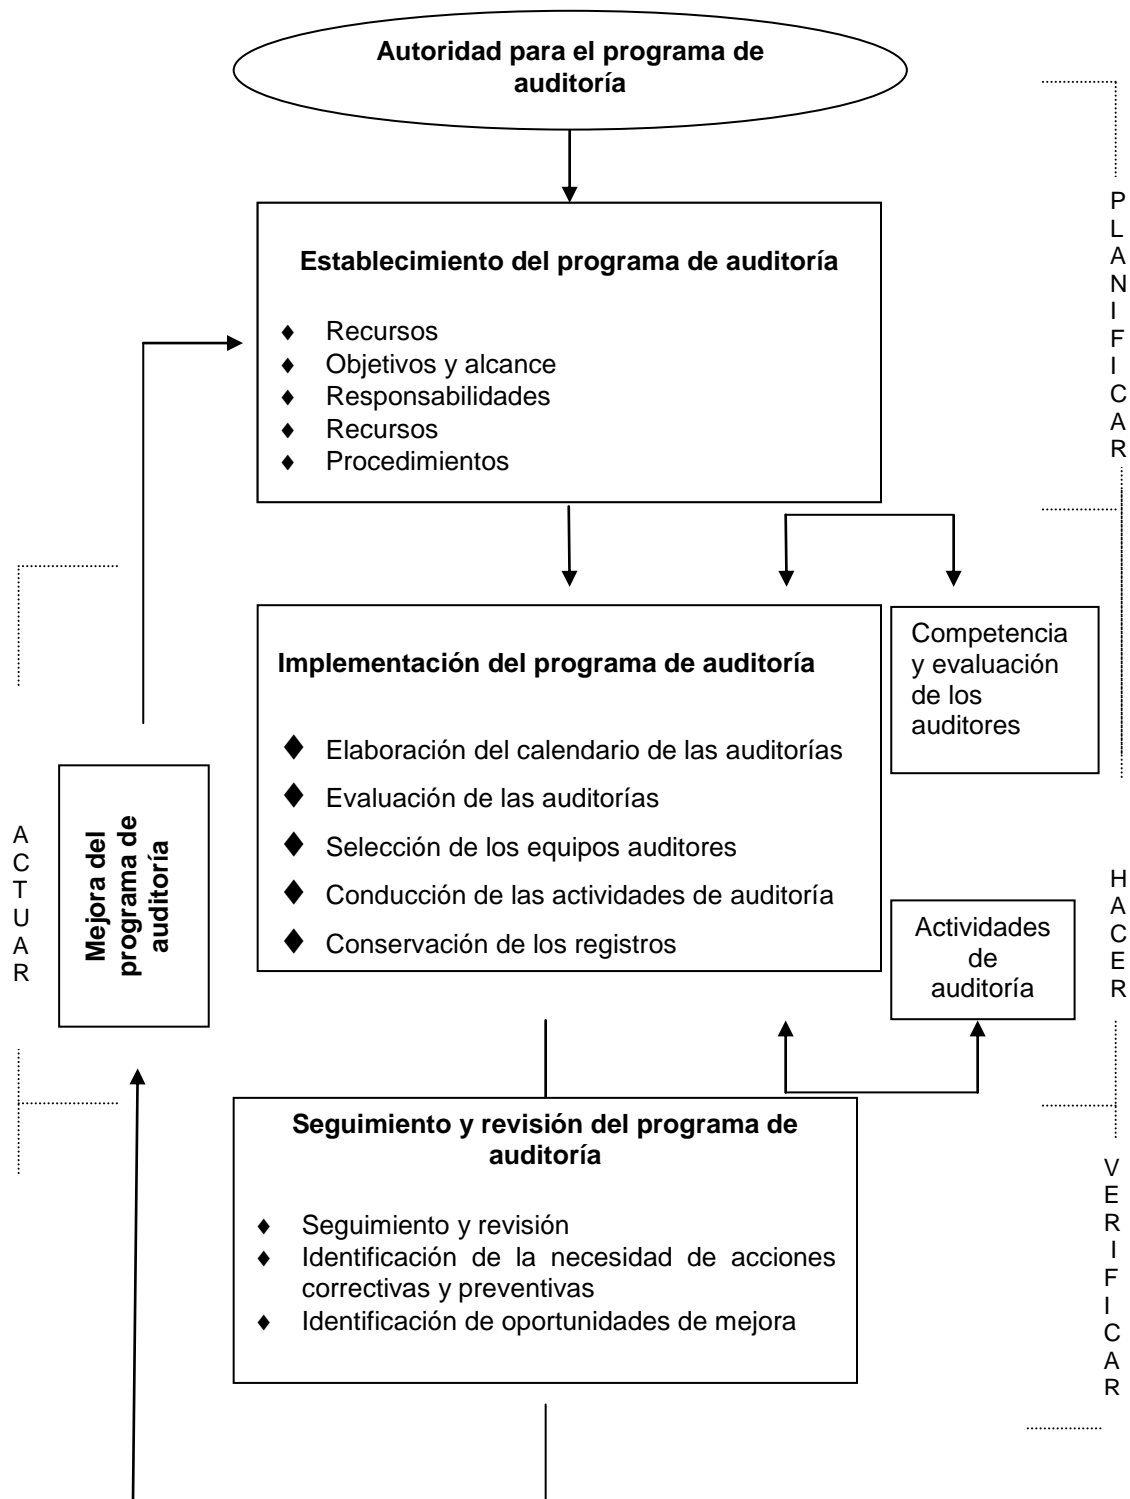 Autoridad para el programa de
auditoría
Establecimiento del programa de auditoría
♦ Recursos
♦ Objetivos y alcance
♦ Responsabilidades
♦ Recursos
♦ Procedimientos
PLANIFICAR
Implementación del programa de auditoría
♦ Elaboración del calendario de las auditorías
♦ Evaluación de las auditorías
♦ Selección de los equipos auditores
♦ Conducción de las actividades de auditoría
♦ Conservación de los registros
Competencia
y evaluación
de los
auditores
Actividades
de
auditoría
HACER
ACTUAR
Mejora del
programa de
auditoría
Seguimiento y revisión del programa de
auditoría
♦ Seguimiento y revisión
♦ Identificación de la necesidad de acciones
correctivas y preventivas
♦ Identificación de oportunidades de mejora
VERIFICAR